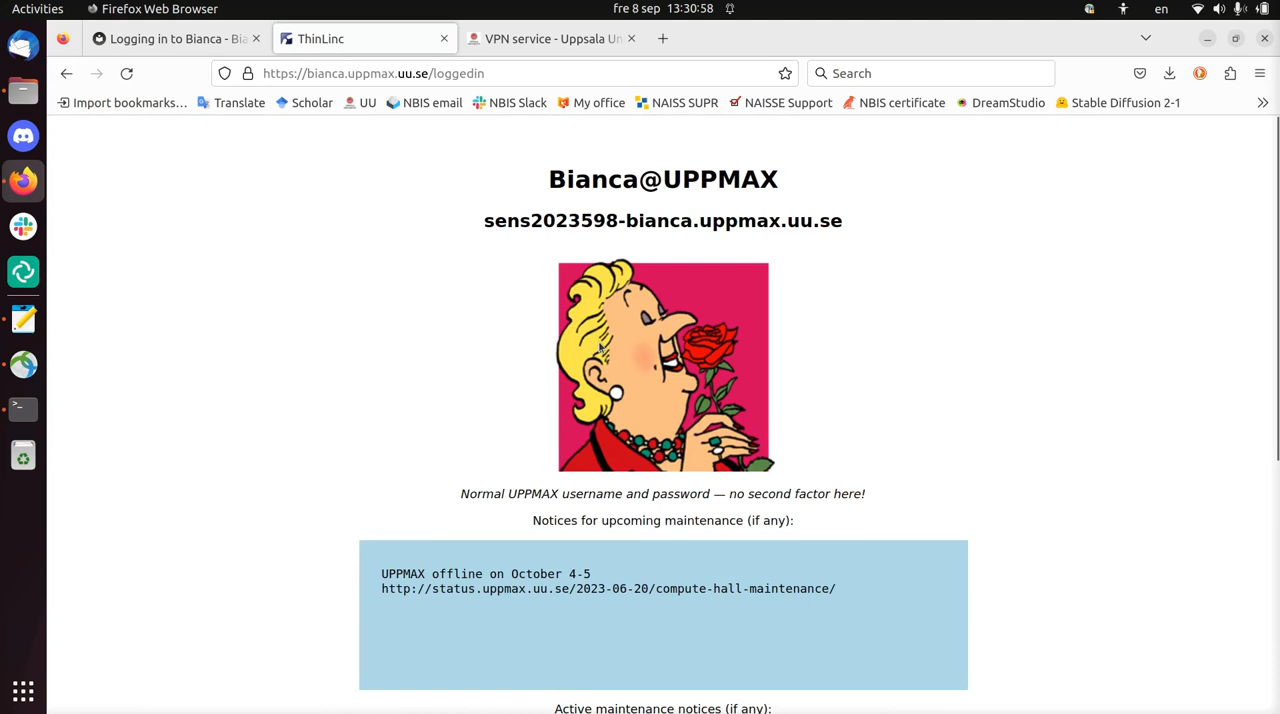 Activities
Firefox Web Browser
fre 8 sep 13:30:58
en
Logging in to Bianca - Bia
ThinLinc
VPN service - Uppsala Un
https://bianca.uppmax.uu.se/loggedin
Search
Import bookmarks...
Translate
Scholar
UU
NBIS email
NBIS Slack
My office
NAISS SUPR
NAISSE Support
NBIS certificate
DreamStudio
Stable Diffusion 2-1
Bianca@UPPMAX
sens2023598-bianca.uppmax.uu.se
Normal UPPMAX username and password — no second factor here!
Notices for upcoming maintenance (if any):
UPPMAX offline on October 4-5
http://status.uppmax.uu.se/2023-06-20/compute-hall-maintenance/
Active maintenance notices (if any):